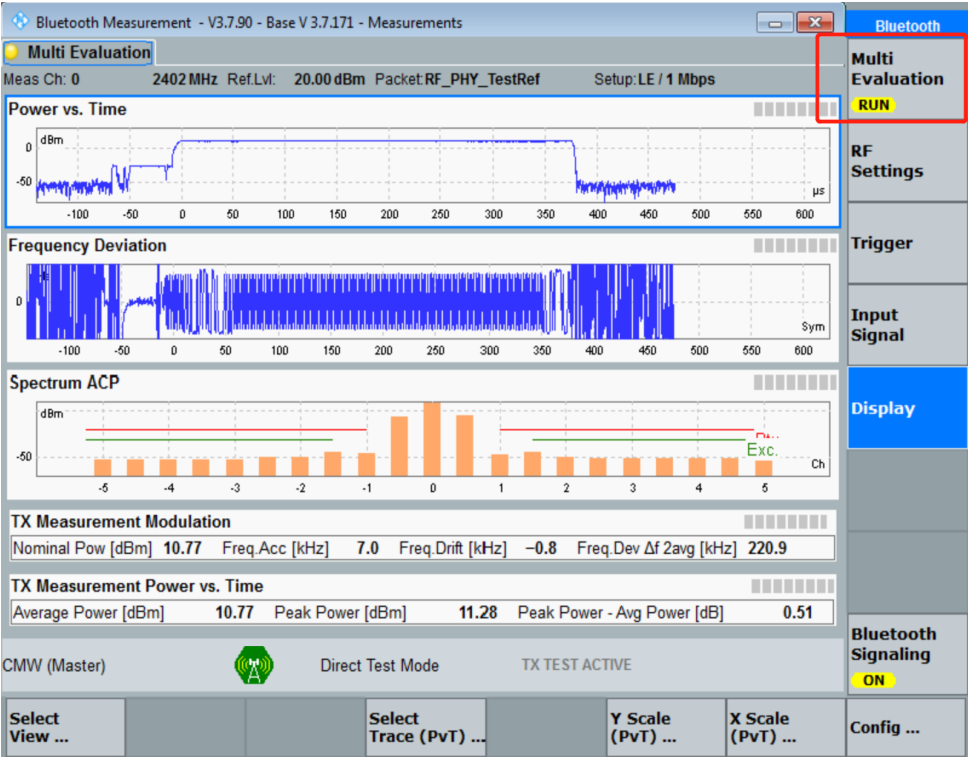 Bluetooth Measurement - V3.7.90 - Base V 3.7.171 - Measurements
Bluetooth
Multi Evaluation
Multi
Evaluation
RUN
Meas Ch: 0 2402 MHz Ref.Lvl: 20.00 dBm Packet: RF_PHY_TestRef Setup: LE / 1 Mbps
Power vs. Time
dBm
0
-50
µs
-100 -50 0 50 100 150 200 250 300 350 400 450 500 550 600
RF
Settings
Frequency Deviation
0
Sym
-100 -50 0 50 100 150 200 250 300 350 400 450 500 550 600
Trigger
Input
Signal
Spectrum ACP
dBm
-50
Exc.
Ch
-5 -4 -3 -2 -1 0 1 2 3 4 5
Display
TX Measurement Modulation
Nominal Pow [dBm] 10.77 Freq.Acc [kHz] 7.0 Freq.Drift [kHz] −0.8 Freq.Dev Δf 2avg [kHz] 220.9
TX Measurement Power vs. Time
Average Power [dBm] 10.77 Peak Power [dBm] 11.28 Peak Power - Avg Power [dB] 0.51
CMW (Master) Direct Test Mode TX TEST ACTIVE
Bluetooth
Signaling
ON
Select
View ...
Select
Trace (PvT) ...
Y Scale
(PvT) ...
X Scale
(PvT) ...
Config ...